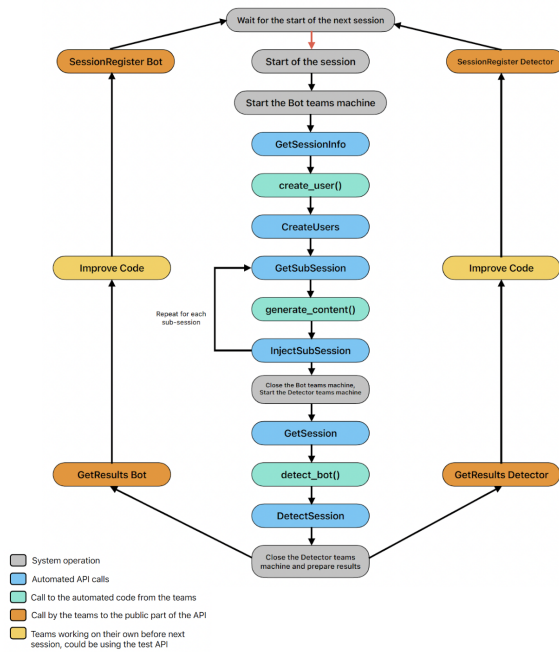 Wait for the start of the next session
SessionRegister Bot
Start of the session
SessionRegister Detector
Start the Bot teams machine
GetSessionInfo
create_user()
CreateUsers
Improve Code
GetSubSession
Improve Code
Repeat for each
sub-session
generate_content()
InjectSubSession
Close the Bot teams machine,
Start the Detector teams machine
GetSession
GetResults Bot
detect_bot()
GetResults Detector
DetectSession
Close the Detector teams
machine and prepare results
System operation
Automated API calls
Call to the automated code from the teams
Call by the teams to the public part of the API
Teams working on their own before next
session, could be using the test API